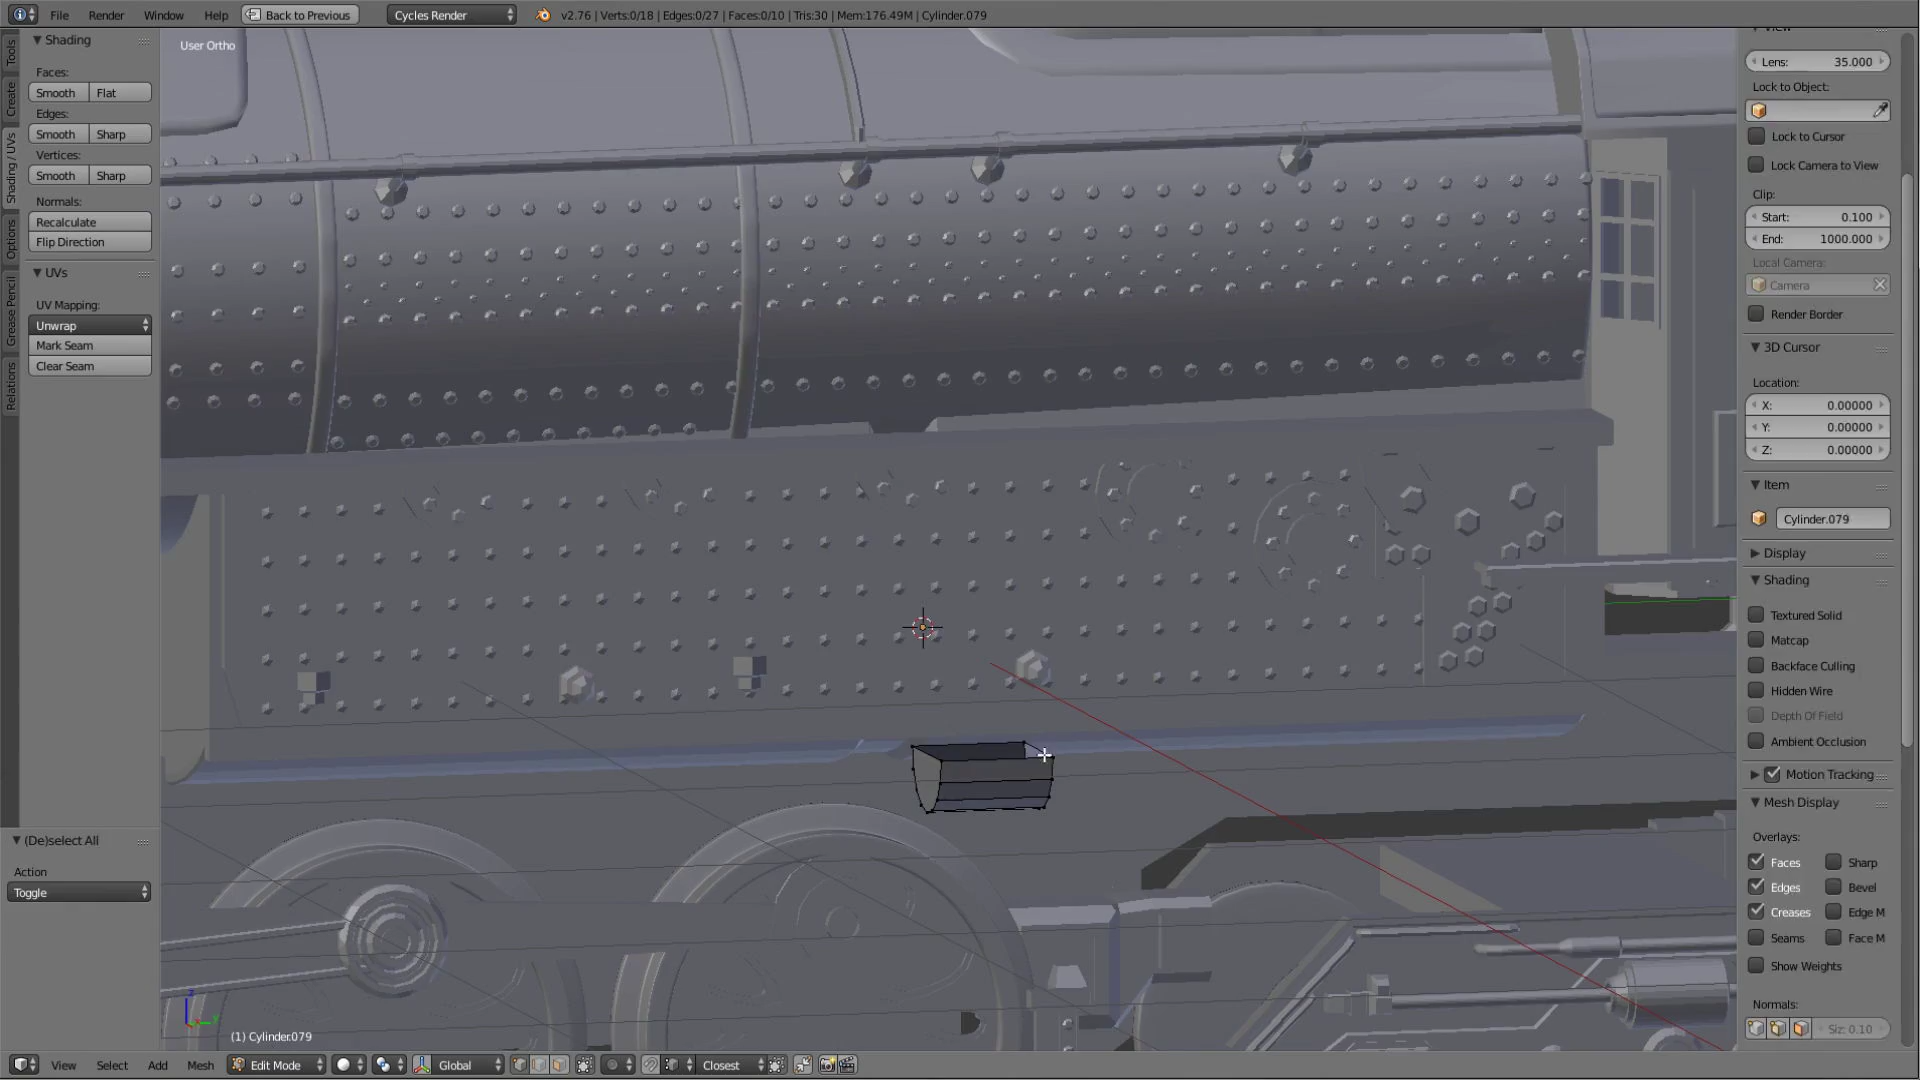 File Render Window Help Back to Previous Cycles Render v2.76 | Verts:0/18 | Edges:0/27 | Faces:0/10 | Tris:30 | Mem:176.49M | Cylinder.079
Tools
Create
Shading / UVs
Options
Grease Pencil
Relations
Shading
Faces:
Smooth Flat
Edges:
Smooth Sharp
Vertices:
Smooth Sharp
Normals:
Recalculate
Flip Direction
UVs
UV Mapping:
Unwrap
Mark Seam
Clear Seam
(De)select All
Action
Toggle
User Ortho
z
y
(1) Cylinder.079
View
Lens: 35.000
Lock to Object:
Lock to Cursor
Lock Camera to View
Clip:
Start: 0.100
End: 1000.000
Local Camera:
Camera
Render Border
3D Cursor
Location:
X: 0.00000
Y: 0.00000
Z: 0.00000
Item
Cylinder.079
Display
Shading
Textured Solid
Matcap
Backface Culling
Hidden Wire
Depth Of Field
Ambient Occlusion
Motion Tracking
Mesh Display
Overlays:
Faces Sharp
Edges Bevel
Creases Edge M
Seams Face M
Show Weights
Normals:
Siz: 0.10
View Select Add Mesh Edit Mode Global Closest